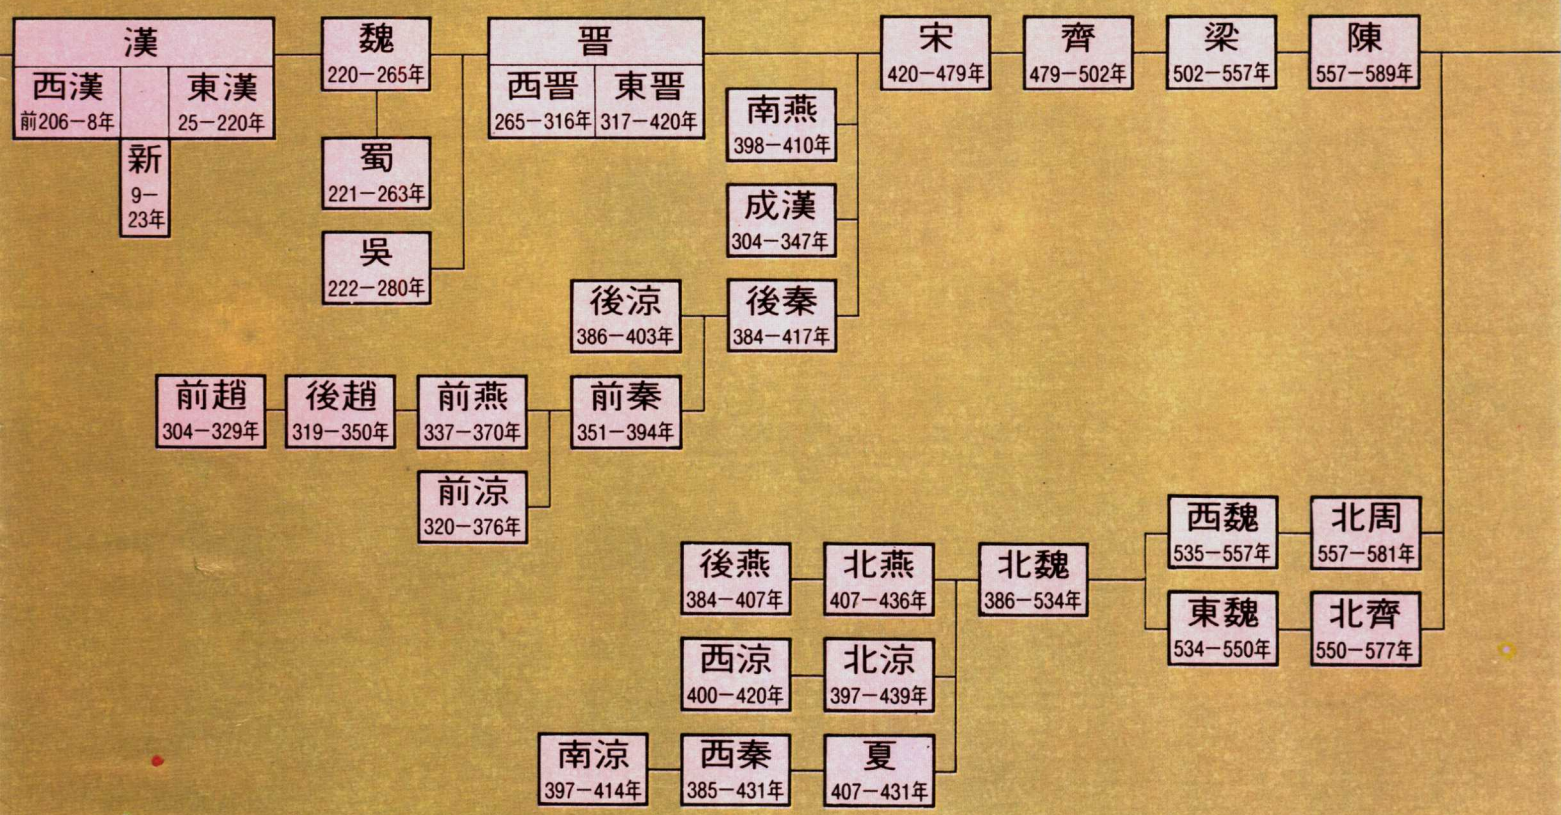 漢
西漢
前206－8年
東漢
25－220年
新
9－
23年
魏
220－265年
蜀
221－263年
吳
222－280年
晋
西晋
265－316年
東晋
317－420年
宋
420－479年
齊
479－502年
梁
502－557年
陳
557－589年
南燕
398－410年
成漢
304－347年
後涼
386－403年
後秦
384－417年
前趙
304－329年
後趙
319－350年
前燕
337－370年
前秦
351－394年
前涼
320－376年
西魏
535－557年
北周
557－581年
後燕
384－407年
北燕
407－436年
北魏
386－534年
東魏
534－550年
北齊
550－577年
西涼
400－420年
北涼
397－439年
南涼
397－414年
西秦
385－431年
夏
407－431年